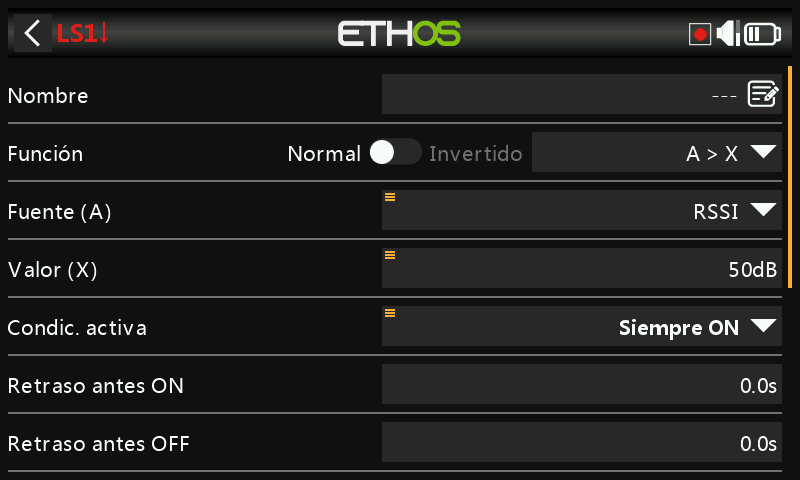 LS1↓
ETHOS
Nombre ---
Función Normal Invertido A > X
Fuente (A) RSSI
Valor (X) 50dB
Condic. activa Siempre ON
Retraso antes ON 0.0s
Retraso antes OFF 0.0s